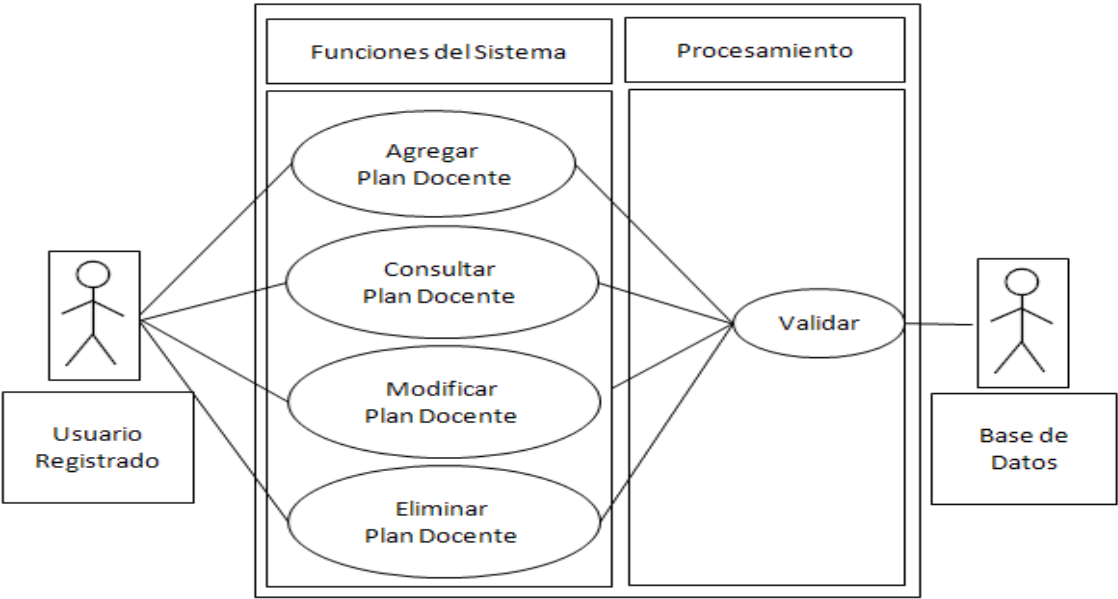 Funciones del Sistema
Procesamiento
Agregar
Plan Docente
Consultar
Plan Docente
Modificar
Plan Docente
Eliminar
Plan Docente
Validar
Usuario
Registrado
Base de
Datos